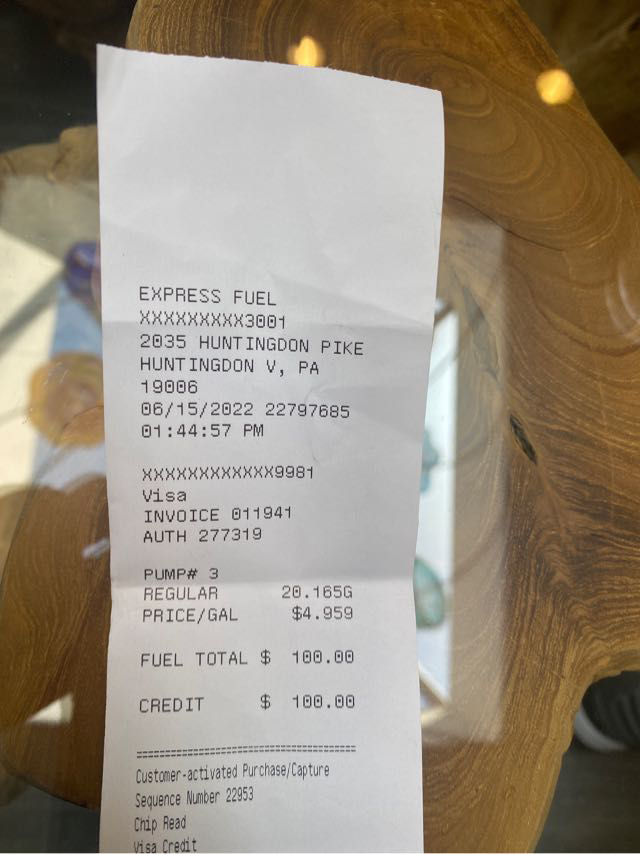 EXPRESS FUEL
XXXXXXXXX3001
2035 HUNTINGDON PIKE
HUNTINGDON V, PA
19006
06/15/2022 22797685
01:44:57 PM
XXXXXXXXXXXX9981
Visa
INVOICE 011941
AUTH 277319
PUMP# 3
REGULAR 20.165G
PRICE/GAL $4.959
FUEL TOTAL $ 100.00
CREDIT $ 100.00
=====================================
Customer-activated Purchase/Capture
Sequence Number 22953
Chip Read
Visa Credit